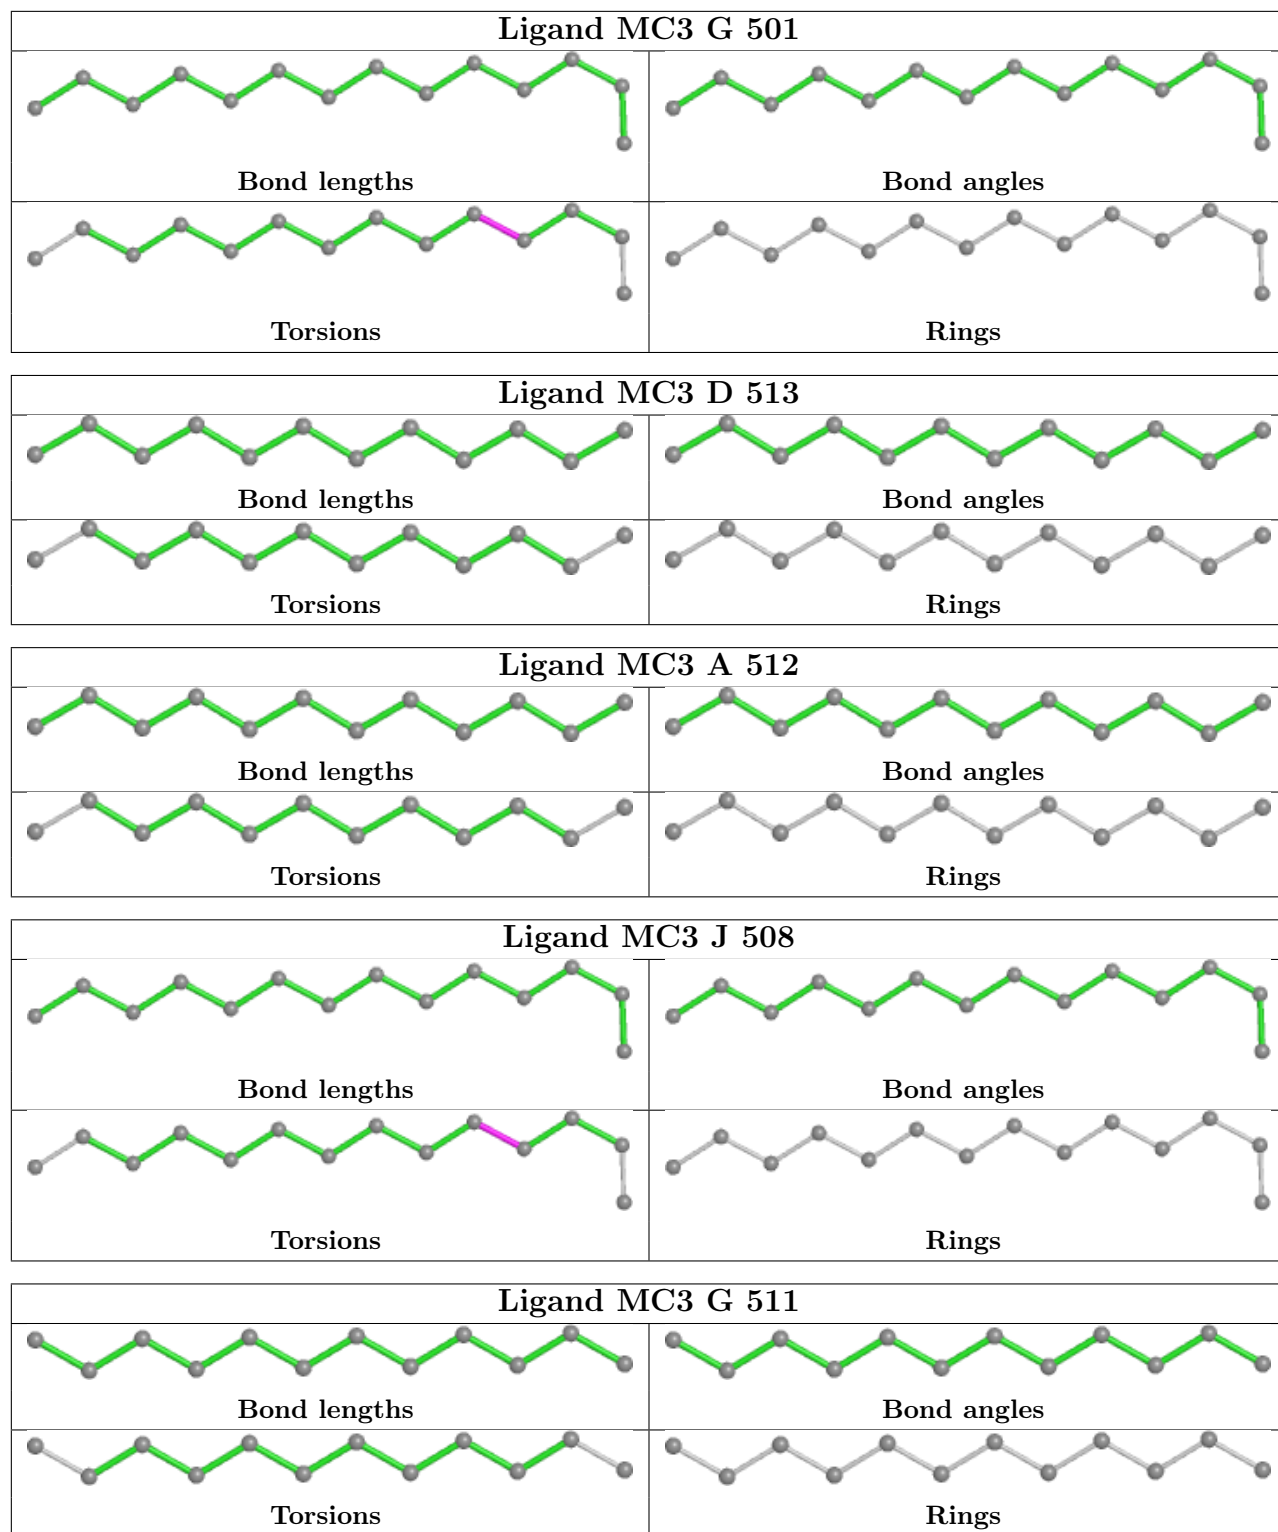 Ligand MC3 G 501
Bond lengths
Bond angles
Torsions
Rings
Ligand MC3 D 513
Bond lengths
Bond angles
Torsions
Rings
Ligand MC3 A 512
Bond lengths
Bond angles
Torsions
Rings
Ligand MC3 J 508
Bond lengths
Bond angles
Torsions
Rings
Ligand MC3 G 511
Bond lengths
Bond angles
Torsions
Rings